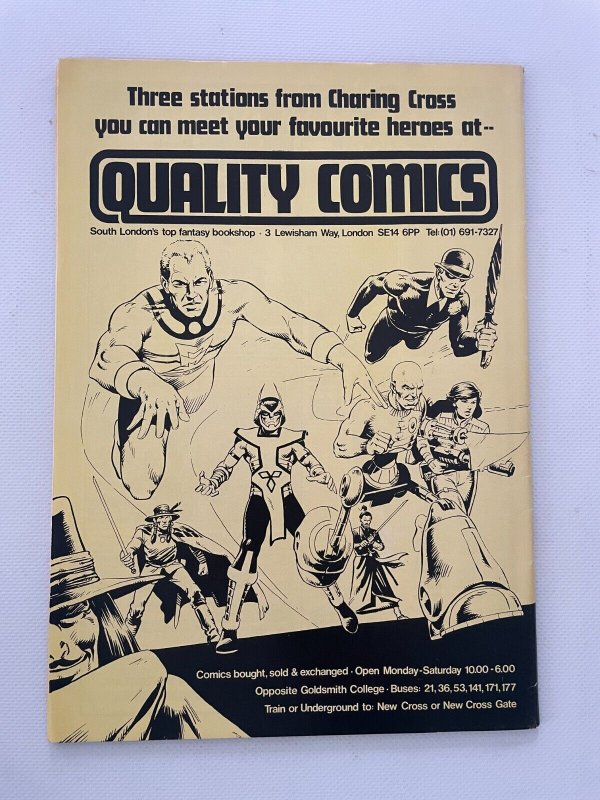 Three stations from Charing Cross
you can meet your favourite heroes at--
QUALITY COMICS
South London's top fantasy bookshop · 3 Lewisham Way, London SE14 6PP Tel: (01) 691-7327
Comics bought, sold & exchanged · Open Monday-Saturday 10.00-6.00
Opposite Goldsmith College · Buses: 21, 36, 53, 141, 171, 177
Train or Underground to: New Cross or New Cross Gate